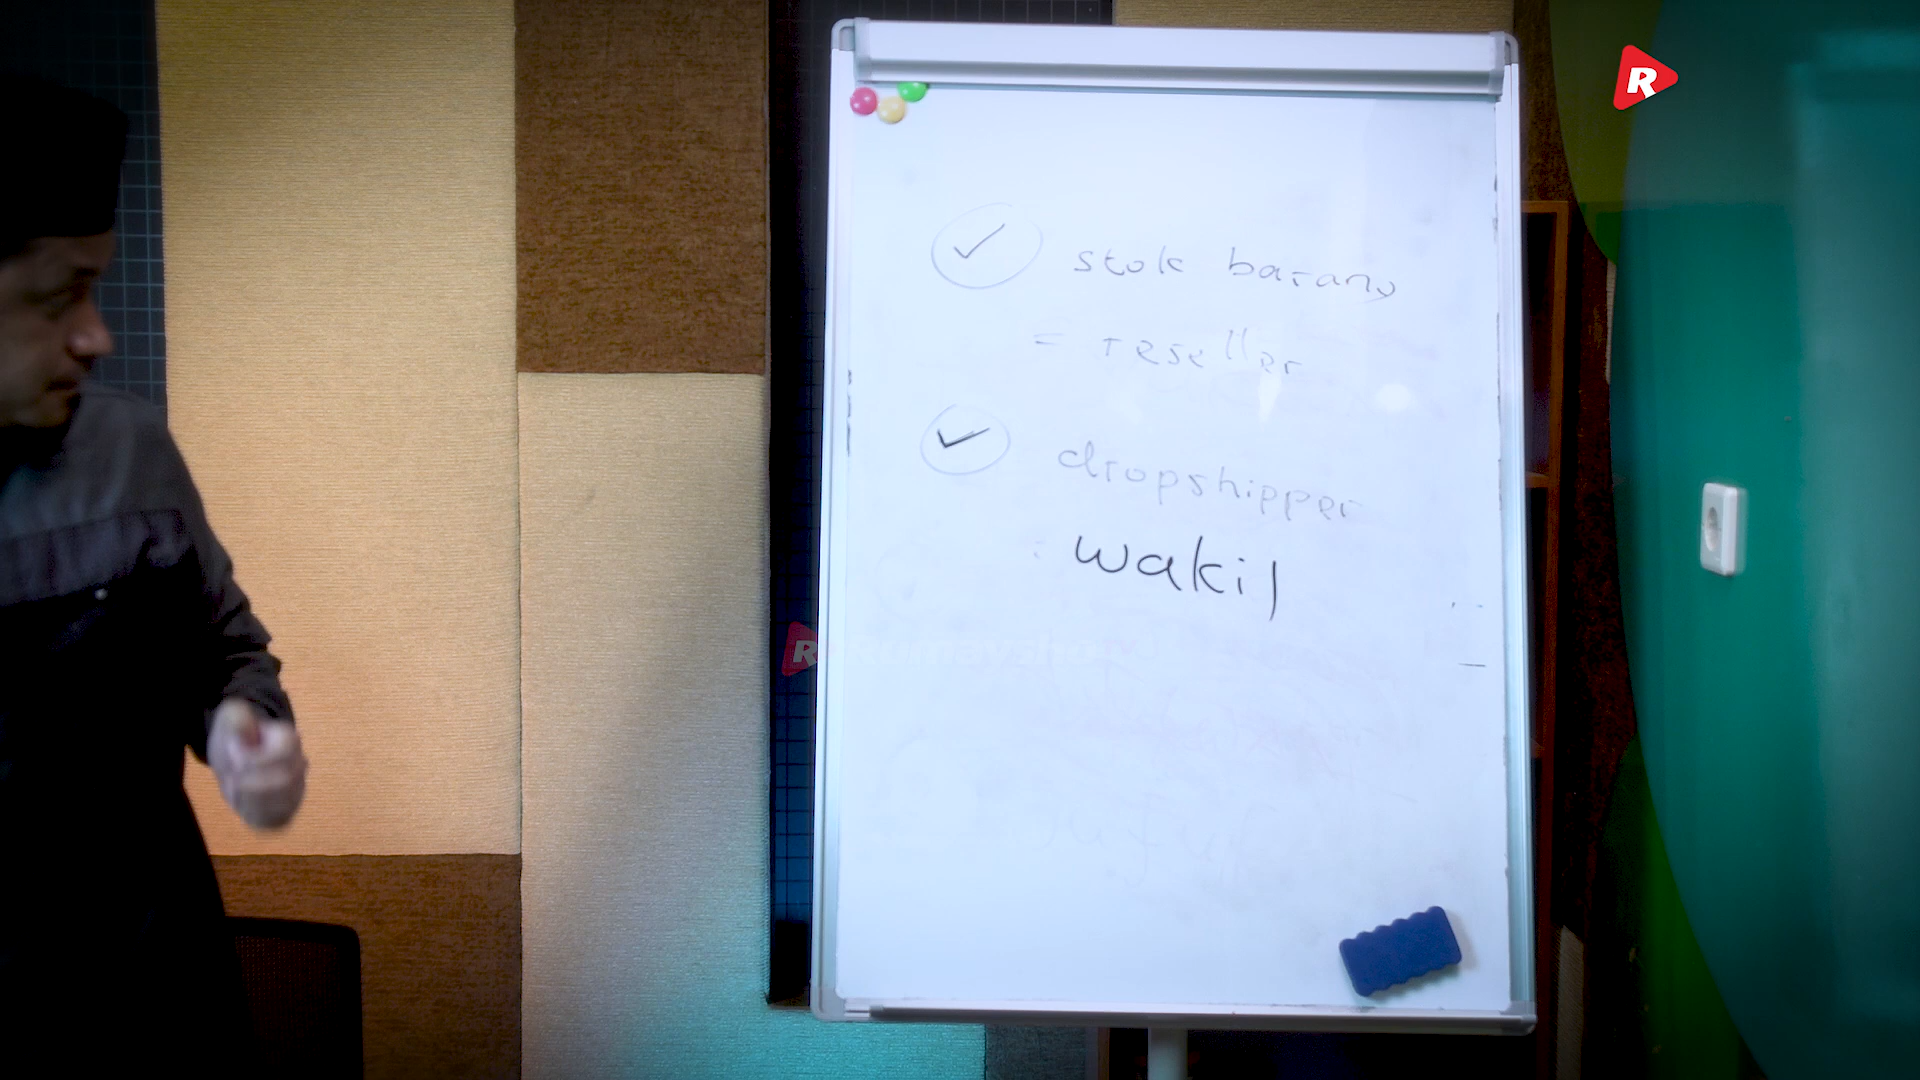 R
✓ stok barang
= reseller
✓ dropshipper
: wakil
R